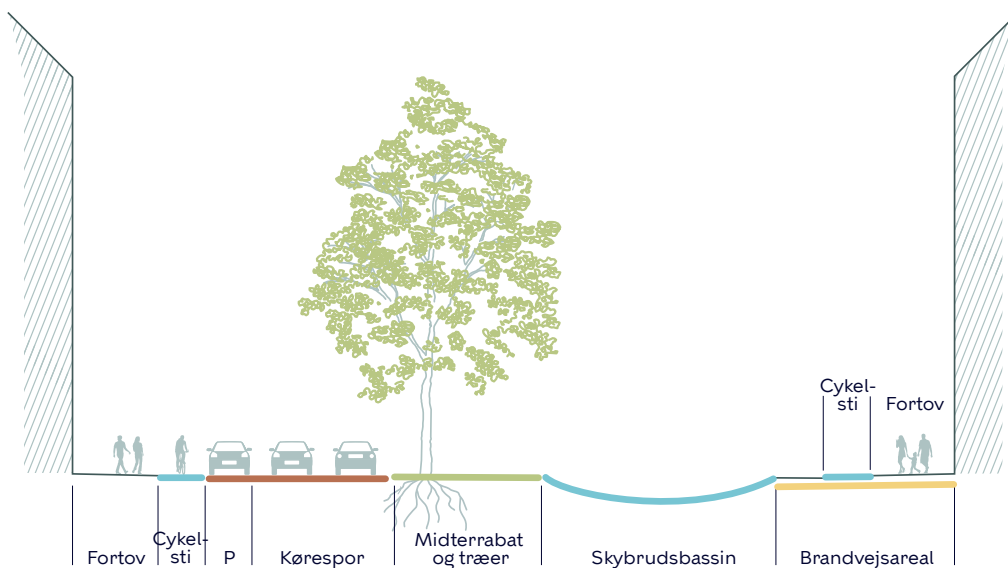 Cykel-
sti
Fortov
Fortov
Cykel-
sti
P
Kørespor
Midterrabat
og træer
Skybrudsbassin
Brandvejsareal